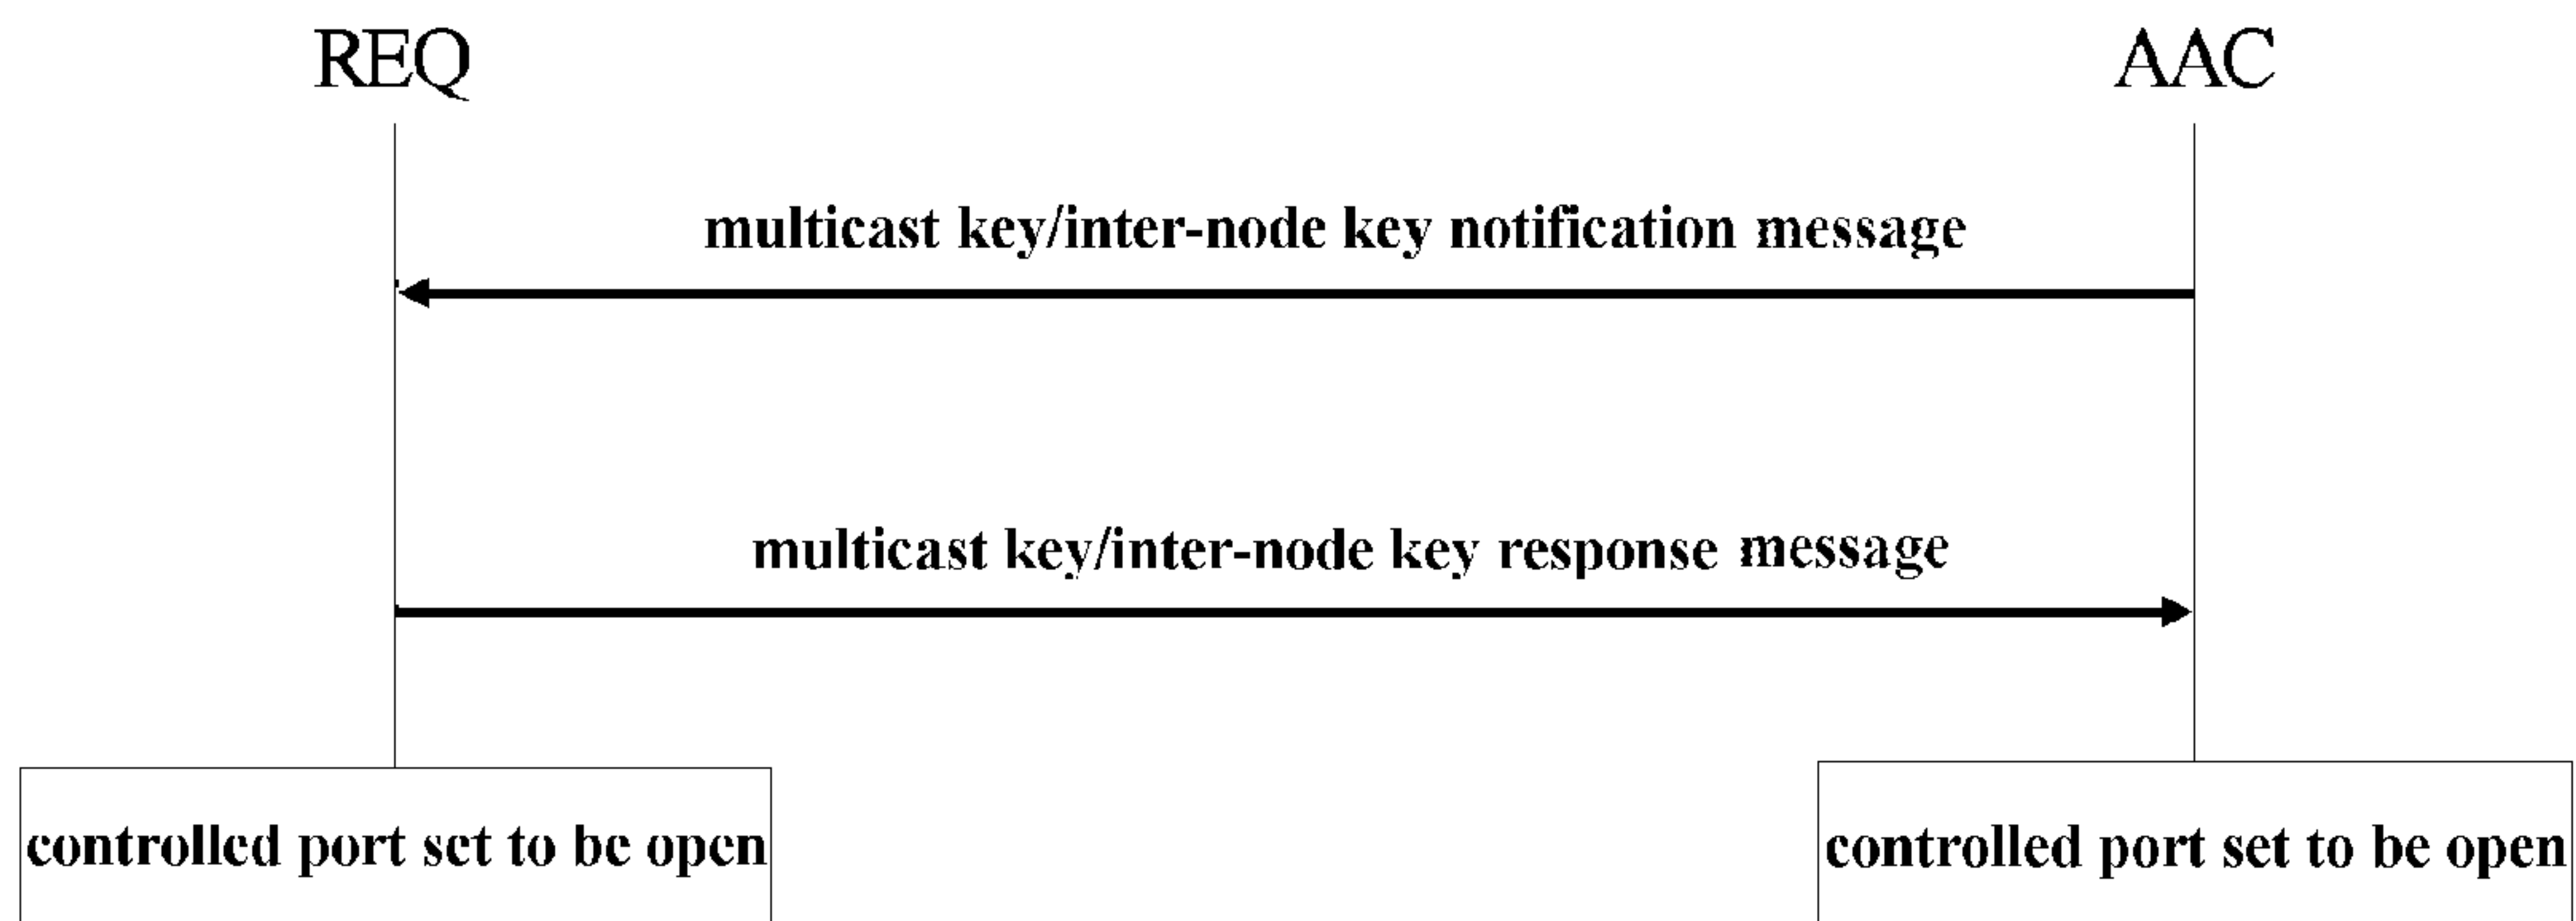 REQ
AAC
multicast key/inter-node key notification message
multicast key/inter-node key response message
controlled port set to be open
controlled port set to be open